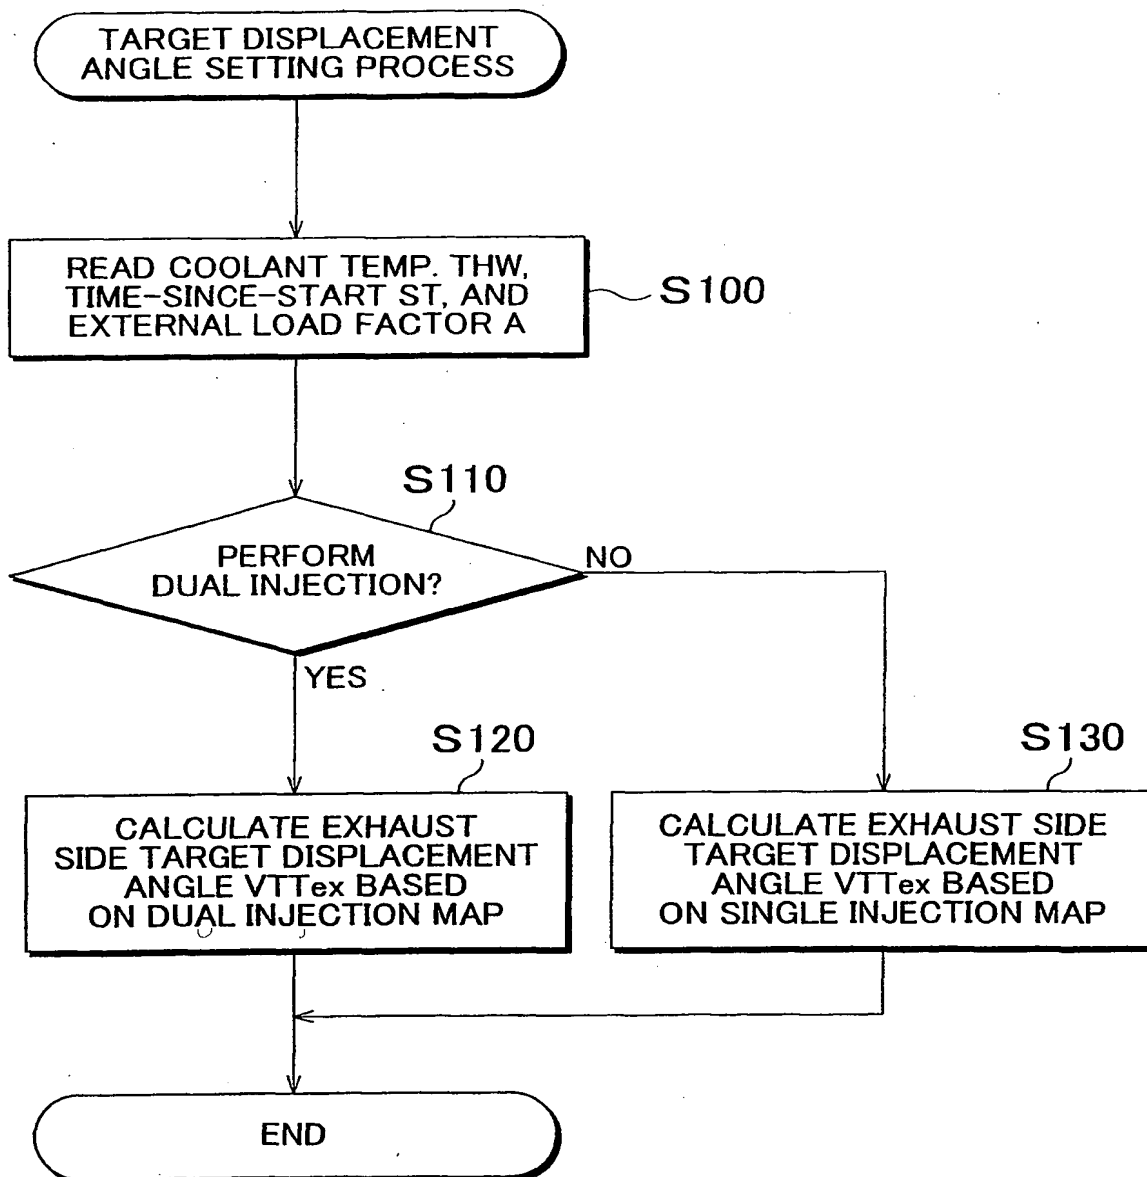 TARGET DISPLACEMENT
ANGLE SETTING PROCESS
READ COOLANT TEMP. THW,
TIME-SINCE-START ST, AND
EXTERNAL LOAD FACTOR A
S100
S110
PERFORM
DUAL INJECTION?
NO
YES
S120
CALCULATE EXHAUST
SIDE TARGET DISPLACEMENT
ANGLE VTTex BASED
ON DUAL INJECTION MAP
S130
CALCULATE EXHAUST SIDE
TARGET DISPLACEMENT
ANGLE VTTex BASED
ON SINGLE INJECTION MAP
END